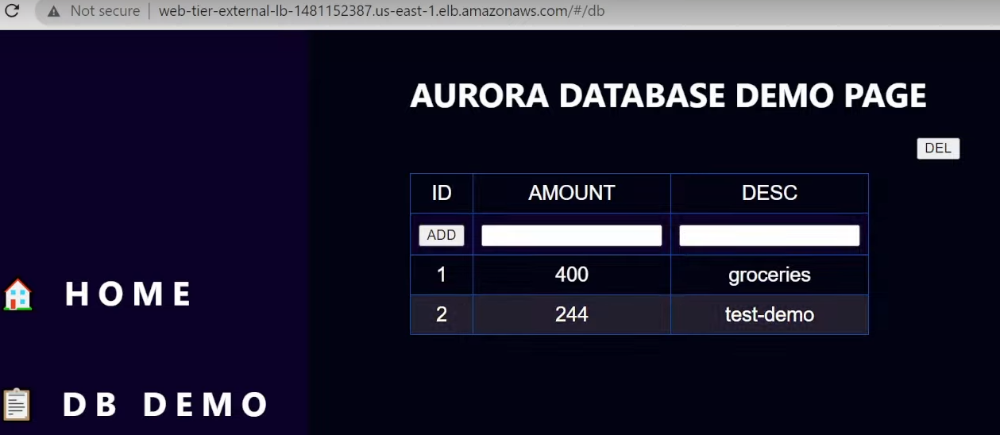 Not secure | web-tier-external-lb-1481152387.us-east-1.elb.amazonaws.com/#/db
AURORA DATABASE DEMO PAGE
DEL
ID AMOUNT DESC
ADD
1 400 groceries
2 244 test-demo
HOME
DB DEMO